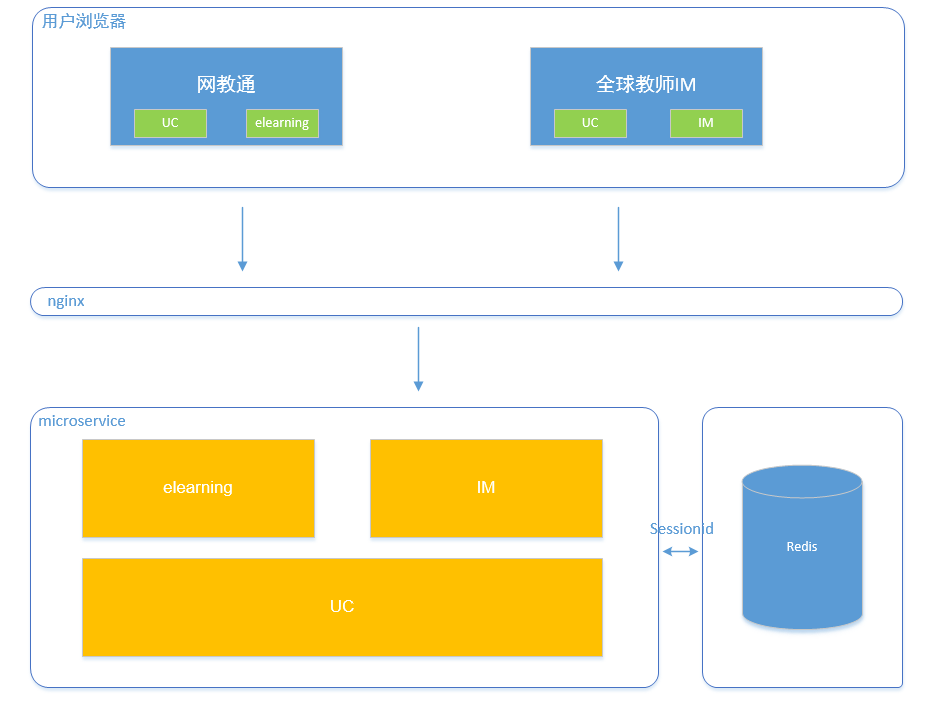 用户浏览器
网教通
UC
elearning
全球教师IM
UC
IM
nginx
microservice
elearning
IM
UC
Sessionid
Redis